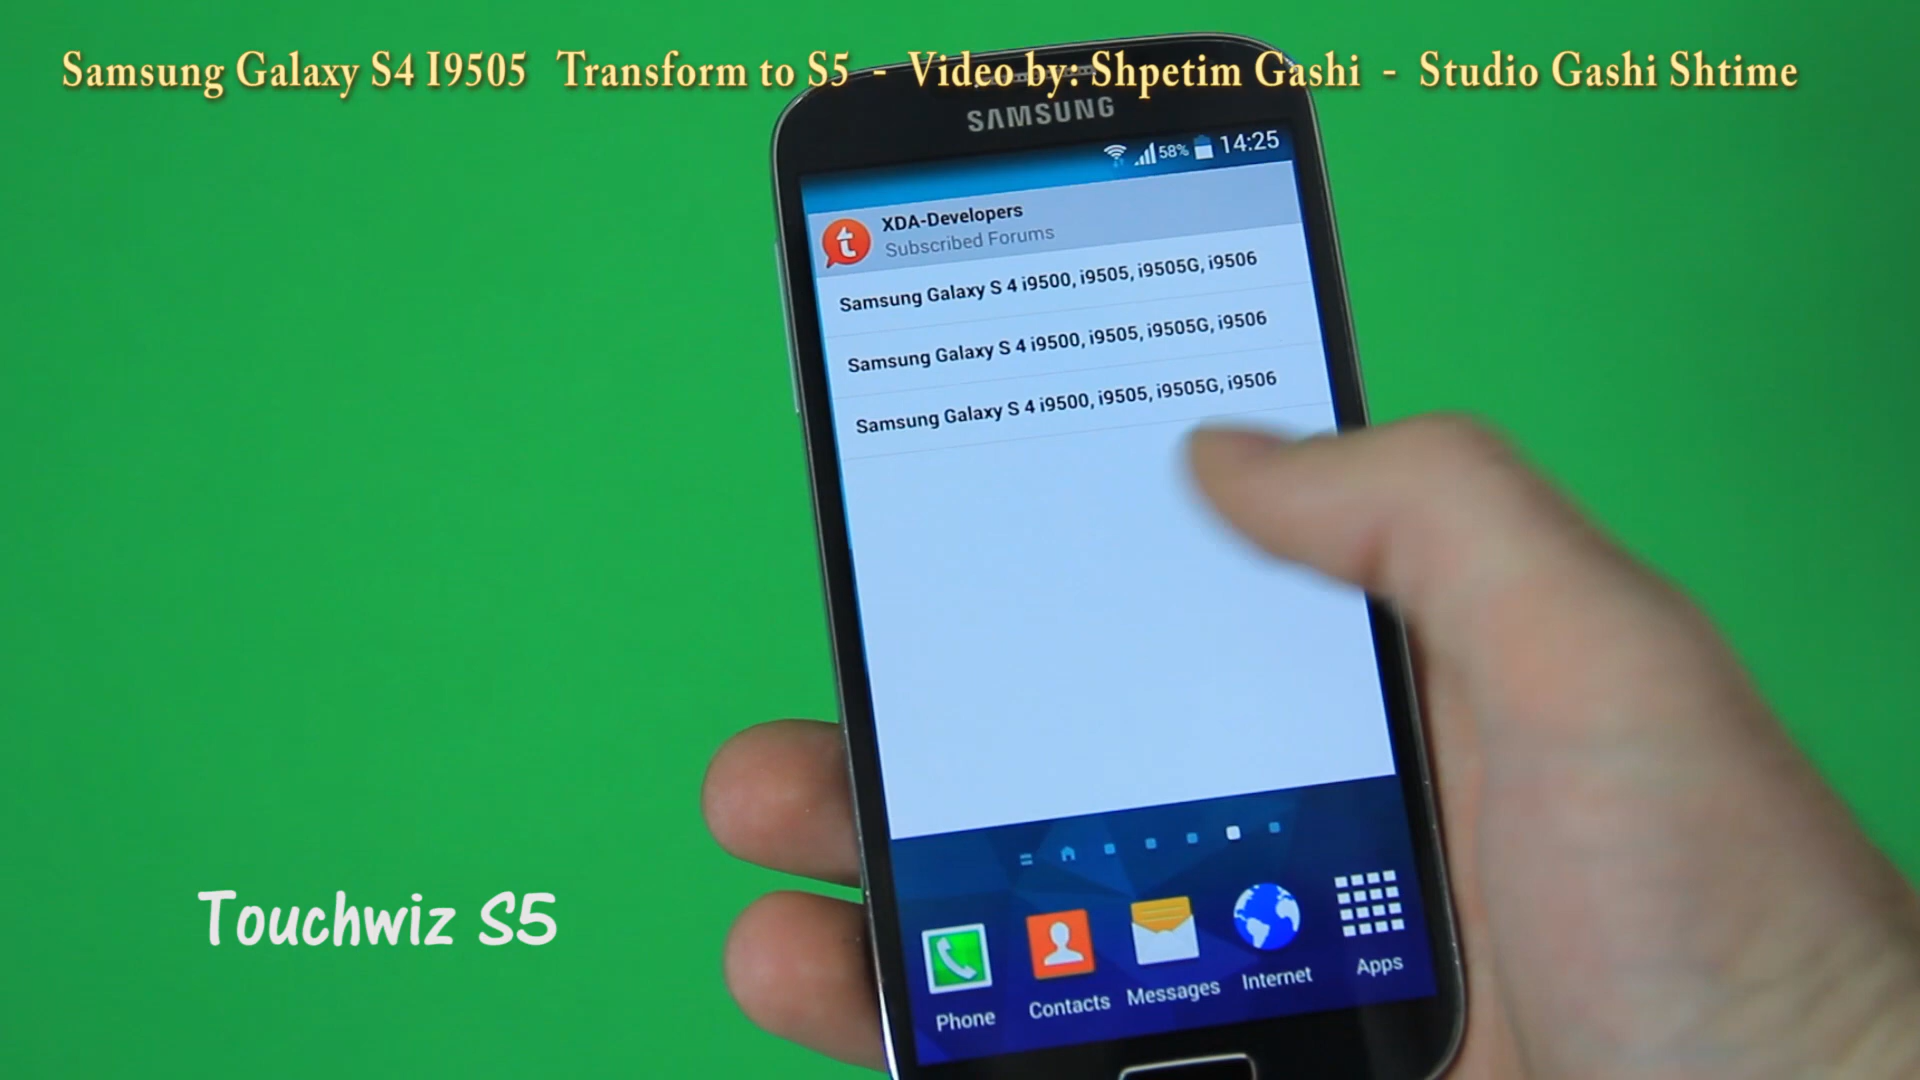 Samsung Galaxy S4 I9505 Transform to S5 - Video by: Shpetim Gashi - Studio Gashi Shtime
SAMSUNG
58% 14:25
XDA-Developers
Subscribed Forums
Samsung Galaxy S 4 i9500, i9505, i9505G, i9506
Samsung Galaxy S 4 i9500, i9505, i9505G, i9506
Samsung Galaxy S 4 i9500, i9505, i9505G, i9506
Touchwiz S5
Phone Contacts Messages Internet Apps